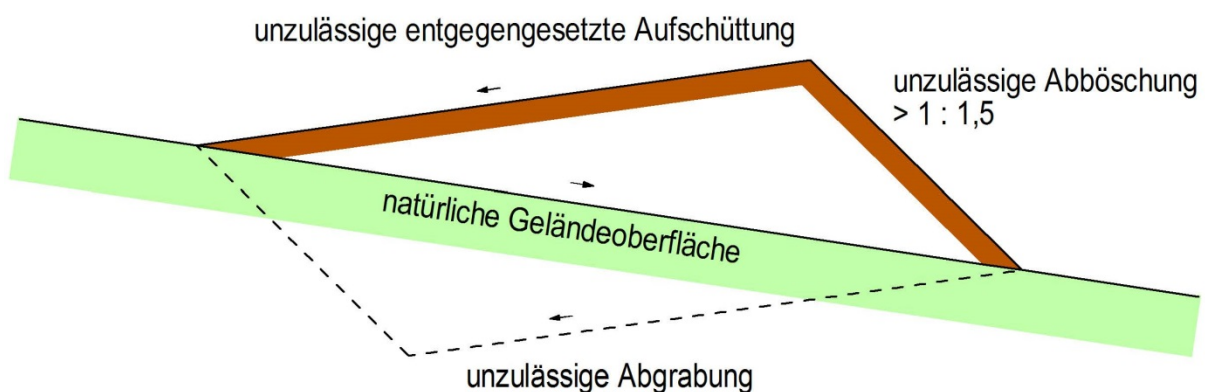 unzulässige entgegengesetzte Aufschüttung
unzulässige Abböschung
> 1 : 1,5
natürliche Geländeoberfläche
unzulässige Abgrabung